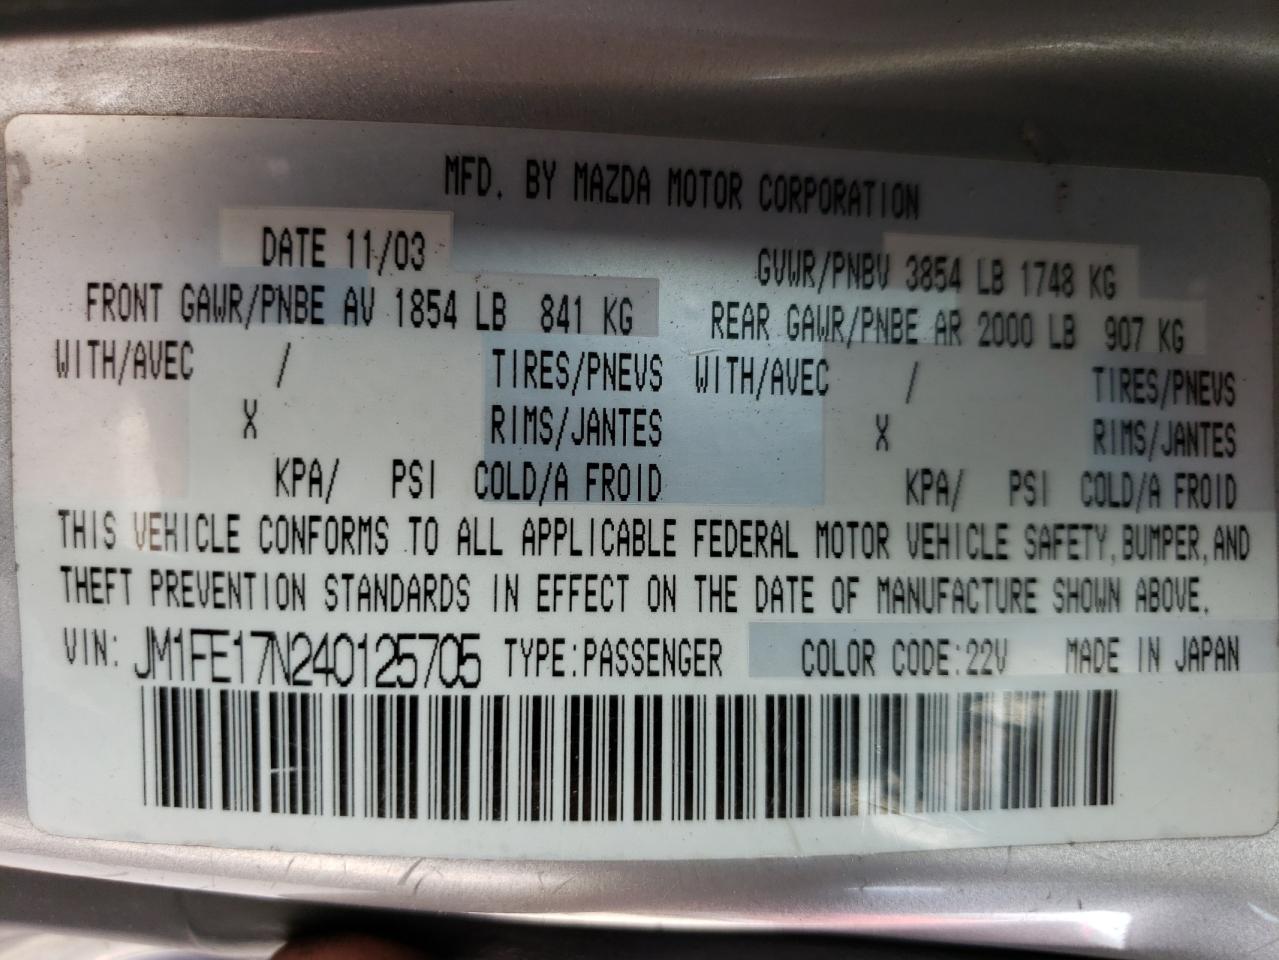 MFD. BY MAZDA MOTOR CORPORATION
DATE 11/03 GVWR/PNBV 3854 LB 1748 KG
FRONT GAWR/PNBE AV 1854 LB 841 KG REAR GAWR/PNBE AR 2000 LB 907 KG
WITH/AVEC / TIRES/PNEVS WITH/AVEC / TIRES/PNEVS
X RIMS/JANTES X RIMS/JANTES
KPA/ PSI COLD/A FROID KPA/ PSI COLD/A FROID
THIS VEHICLE CONFORMS TO ALL APPLICABLE FEDERAL MOTOR VEHICLE SAFETY, BUMPER, AND
THEFT PREVENTION STANDARDS IN EFFECT ON THE DATE OF MANUFACTURE SHOWN ABOVE.
VIN: JM1FE17N240125705 TYPE:PASSENGER COLOR CODE:22V MADE IN JAPAN